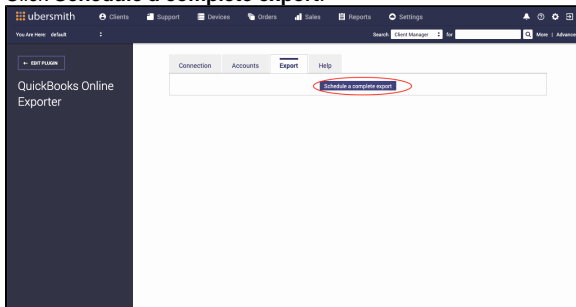 Click Schedule a complete export.
ubersmith Clients Support Devices Orders Sales Reports Settings
You Are Here: default Search Client Manager for More | Advanced
← EDIT PLUGIN
QuickBooks Online
Exporter
Connection Accounts Export Help
Schedule a complete export